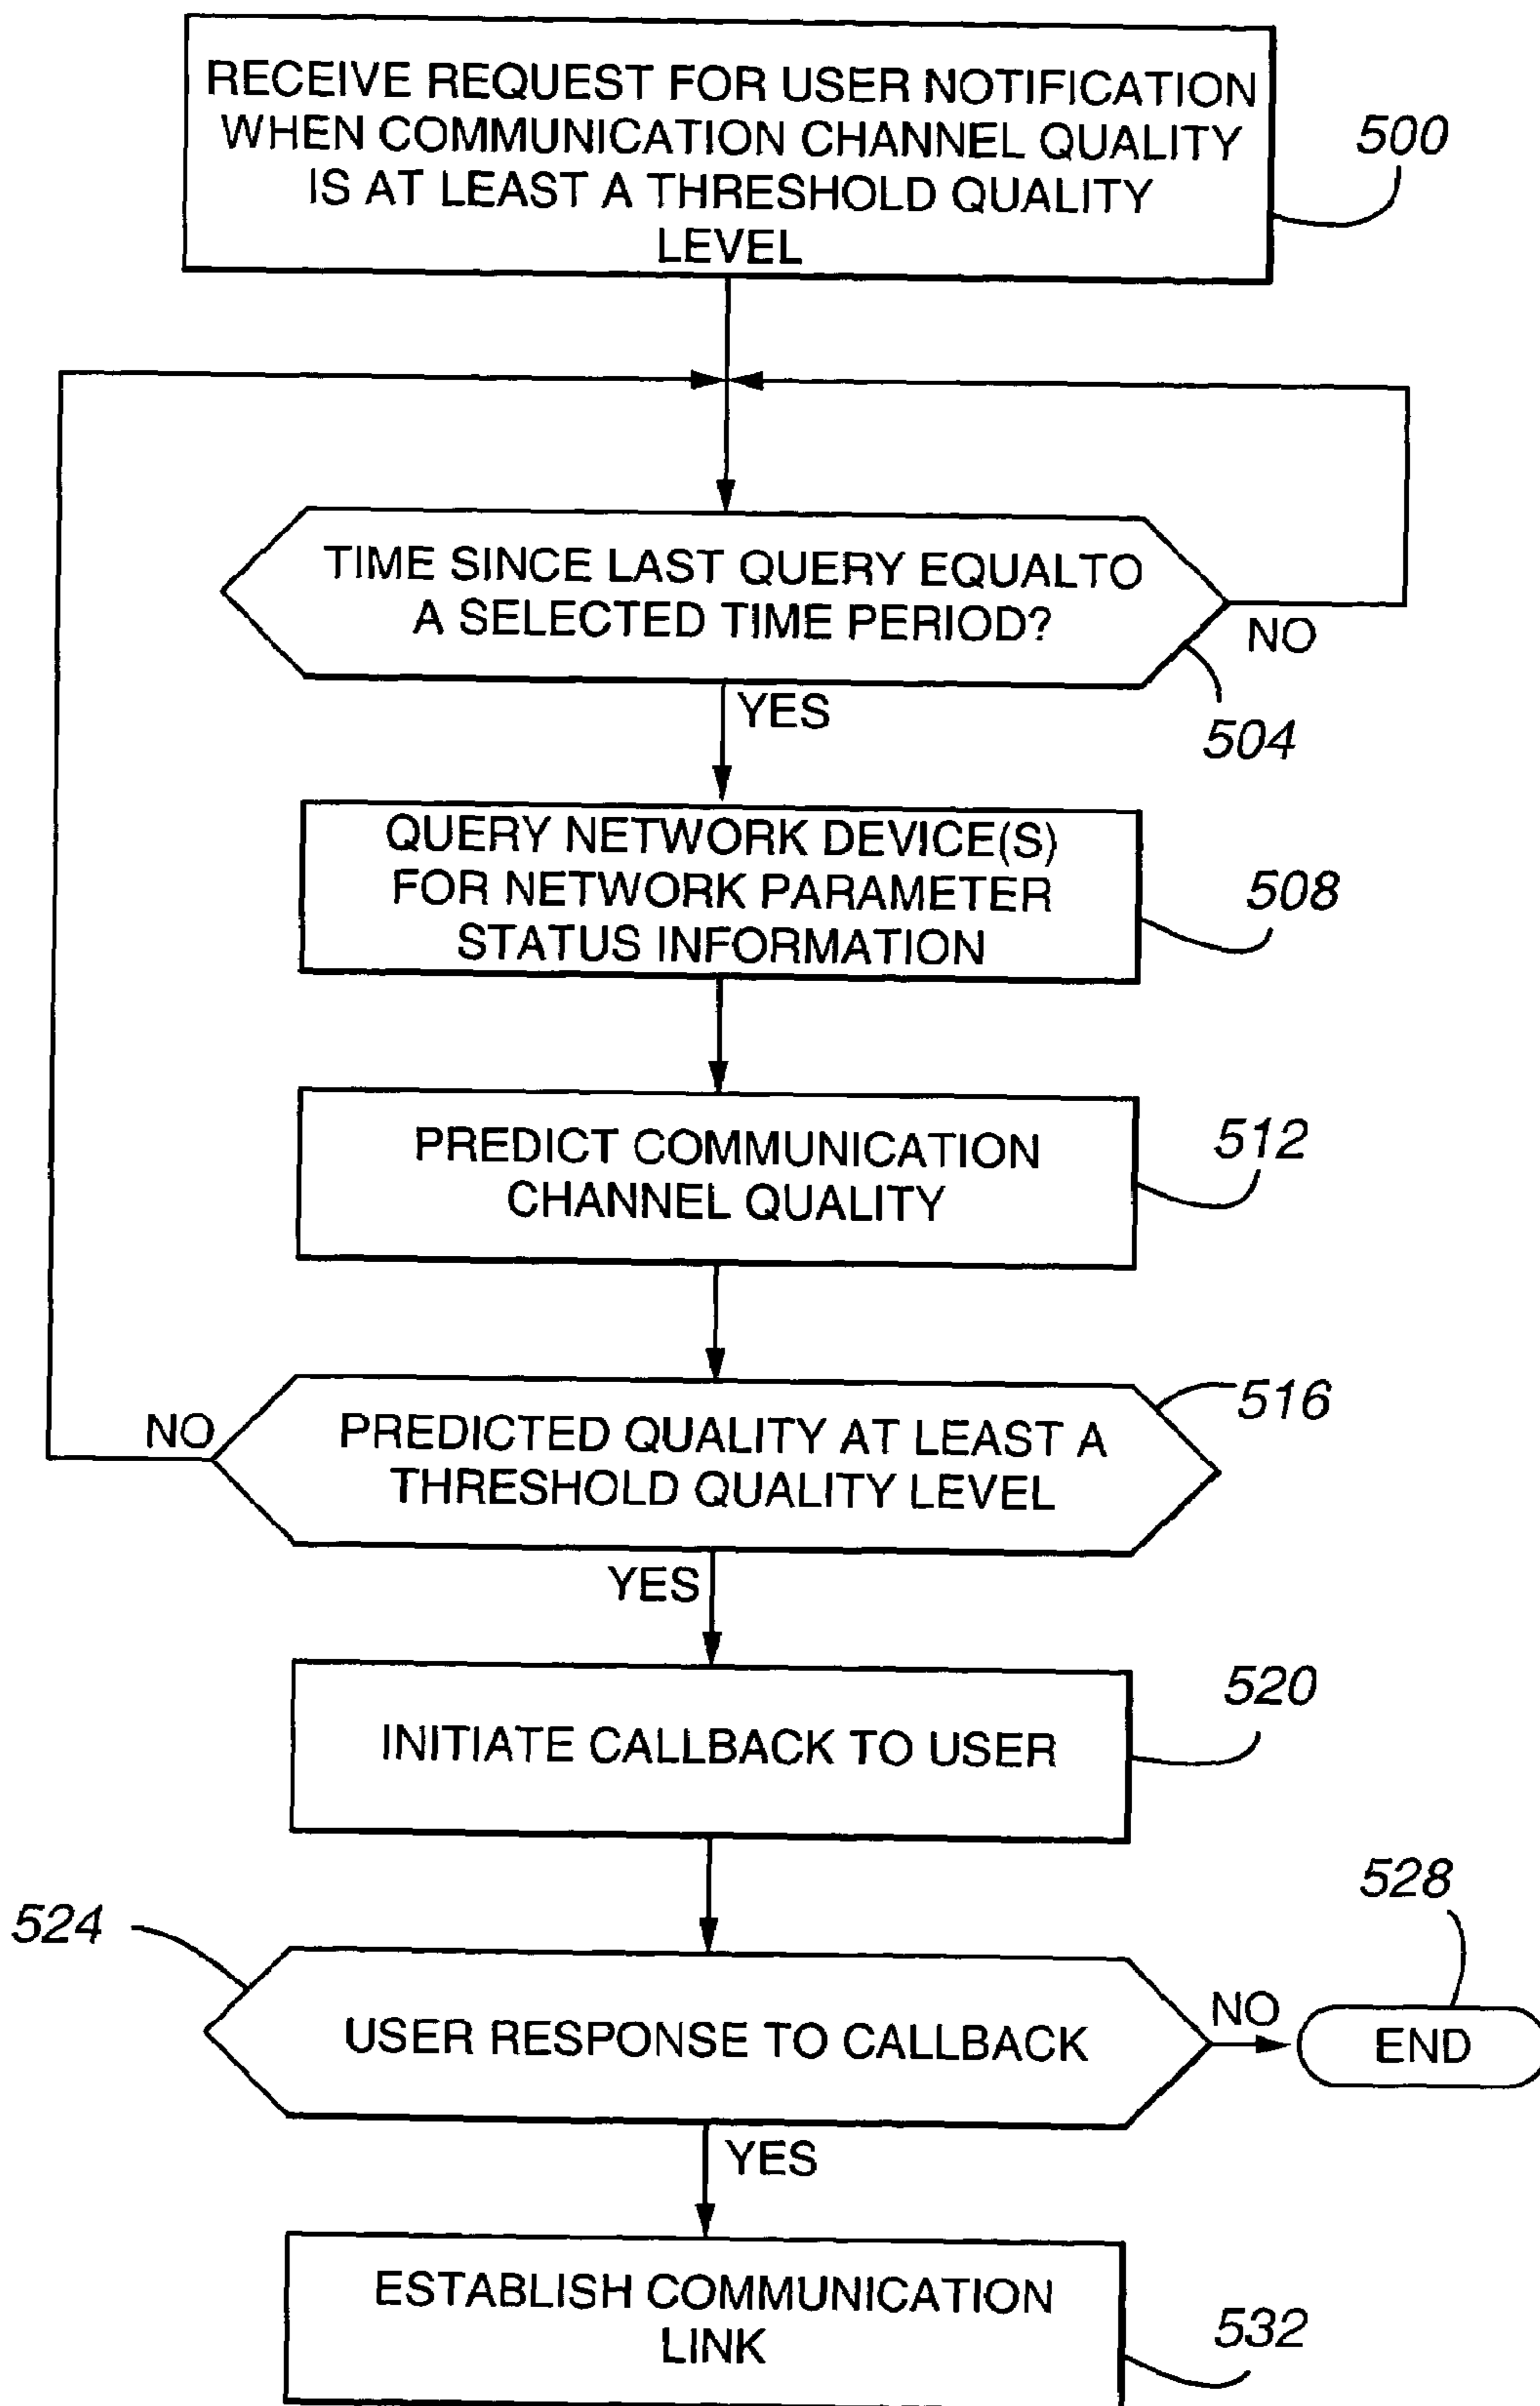 RECEIVE REQUEST FOR USER NOTIFICATION
WHEN COMMUNICATION CHANNEL QUALITY
IS AT LEAST A THRESHOLD QUALITY
LEVEL
500
TIME SINCE LAST QUERY EQUALTO
A SELECTED TIME PERIOD?
NO
504
YES
QUERY NETWORK DEVICE(S)
FOR NETWORK PARAMETER
STATUS INFORMATION
508
PREDICT COMMUNICATION
CHANNEL QUALITY
512
516
NO
PREDICTED QUALITY AT LEAST A
THRESHOLD QUALITY LEVEL
YES
INITIATE CALLBACK TO USER
520
524
528
USER RESPONSE TO CALLBACK
NO
END
YES
ESTABLISH COMMUNICATION
LINK
532